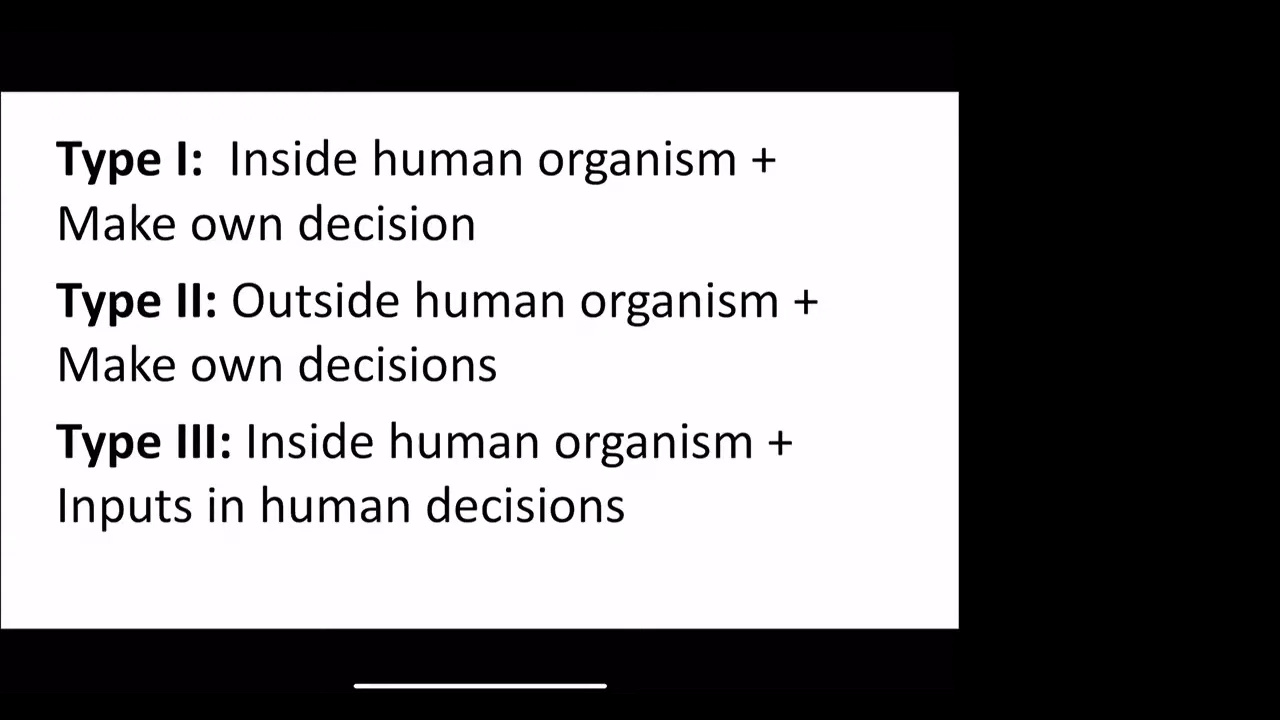 Type I:  Inside human organism +
Make own decision
Type II: Outside human organism +
Make own decisions
Type III: Inside human organism +
Inputs in human decisions